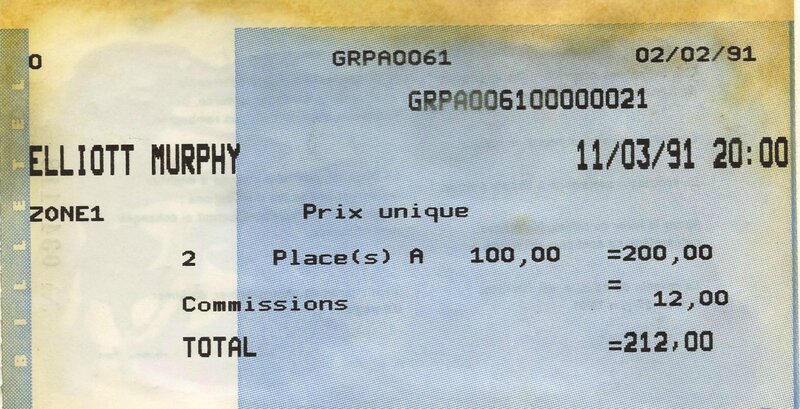 0 GRPA0061 02/02/91
GRPA006100000021
ELLIOTT MURPHY 11/03/91 20:00
ZONE1 Prix unique
2 Place(s) A 100,00 =200,00
Commissions = 12,00
TOTAL =212,00
BILLETEL